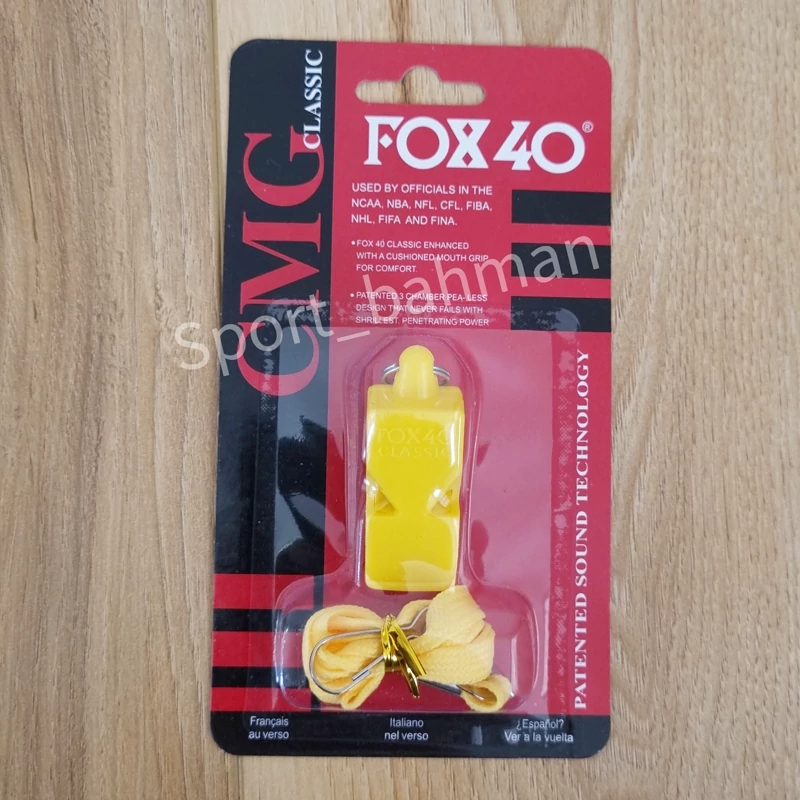 CMG
CLASSIC
FOX 40®
USED BY OFFICIALS IN THE
NCAA, NBA, NFL, CFL, FIBA,
NHL, FIFA AND FINA.
• FOX 40 CLASSIC ENHANCED
WITH A CUSHIONED MOUTH GRIP
FOR COMFORT.
• PATENTED 3 CHAMBER PEA-LESS
DESIGN THAT NEVER FAILS WITH
SHRILLEST, PENETRATING POWER
Sport_bahman
FOX 40
CLASSIC
PATENTED SOUND TECHNOLOGY
Français
au verso
Italiano
nel verso
¿Español?
Ver a la vuelta